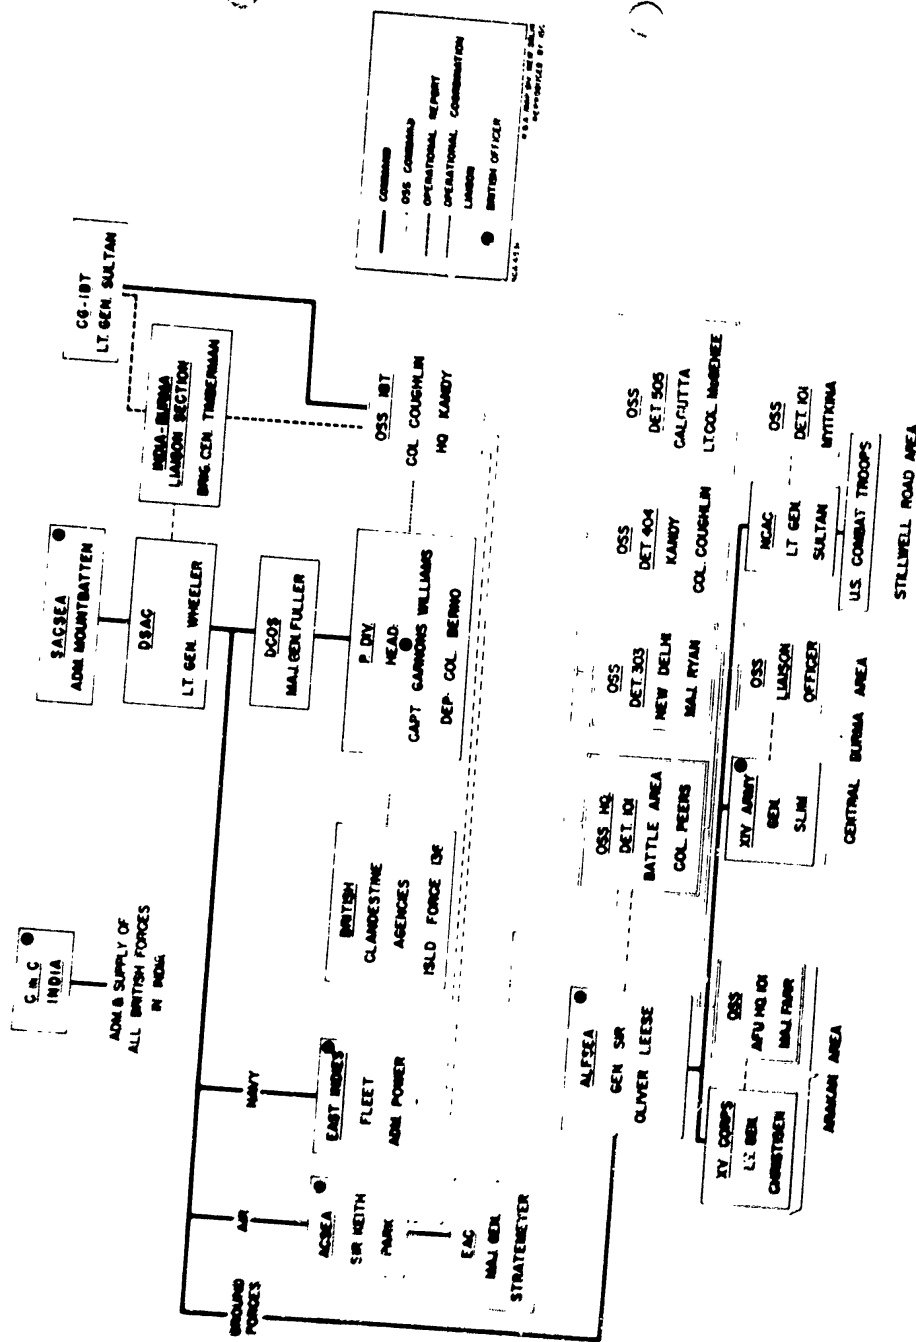 C in C
INDIA
ADM. & SUPPLY OF
ALL BRITISH FORCES
IN INDIA
SACSEA
ADM. MOUNTBATTEN
DSAC
LT. GEN. WHEELER
CG-IBT
LT. GEN. SULTAN
INDIA-BURMA
LIAISON SECTION
BRIG. GEN. TIMBERMAN
DCOS
MAJ. GEN. FULLER
GROUND
FORCES
AIR
NAVY
ACSEA
SIR KEITH
PARK
EAC
MAJ. GEN.
STRATEMEYER
EAST INDIES
FLEET
ADM. POWER
BRITISH
CLANDESTINE
AGENCIES
ISLD FORCE 136
P. DIV.
HEAD:
CAPT GARNONS WILLIAMS
DEP- COL. BERNO
OSS IBT
COL COUGHLIN
HQ KANDY
COMMAND
OSS COMMAND
OPERATIONAL REPORT
OPERATIONAL COORDINATION
LIAISON
BRITISH OFFICER
ALFSEA
GEN SIR
OLIVER LEESE
OSS HQ.
DET. 101
BATTLE AREA
COL. PEERS
OSS
DET. 303
NEW DELHI
MAJ. RYAN
OSS
DET 404
KANDY
COL. COUGHLIN
OSS
DET 505
CALCUTTA
LT. COL. McGEHEE
XV CORPS
LT. GEN.
CHRISTISEN
OSS
AFU HQ. 101
MAJ. FARR
ARAKAN AREA
XIV ARMY
GEN.
SLIM
OSS
LIAISON
OFFICER
CENTRAL BURMA AREA
NCAC
LT GEN.
SULTAN
OSS
DET. 101
MYITKINA
U.S. COMBAT TROOPS
STILLWELL ROAD AREA